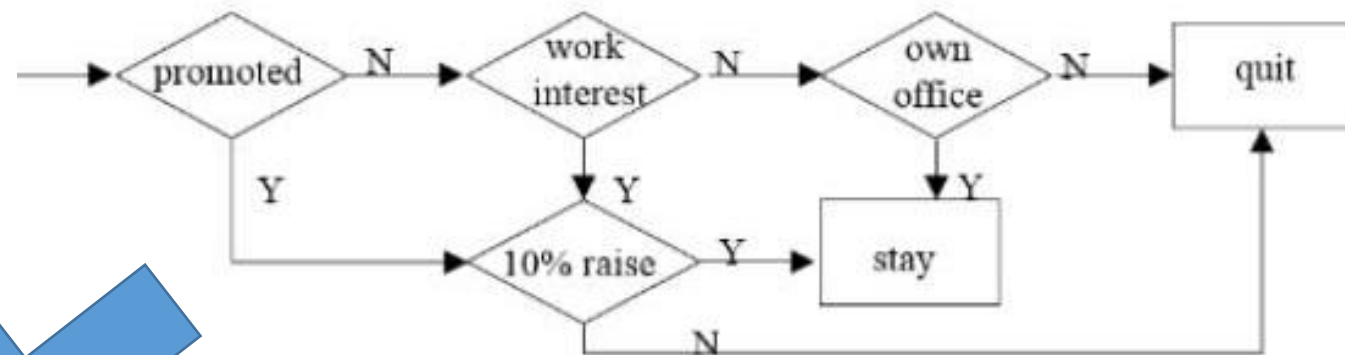 promoted
N
work
interest
N
own
office
N
quit
Y
Y
Y
10% raise
Y
stay
N